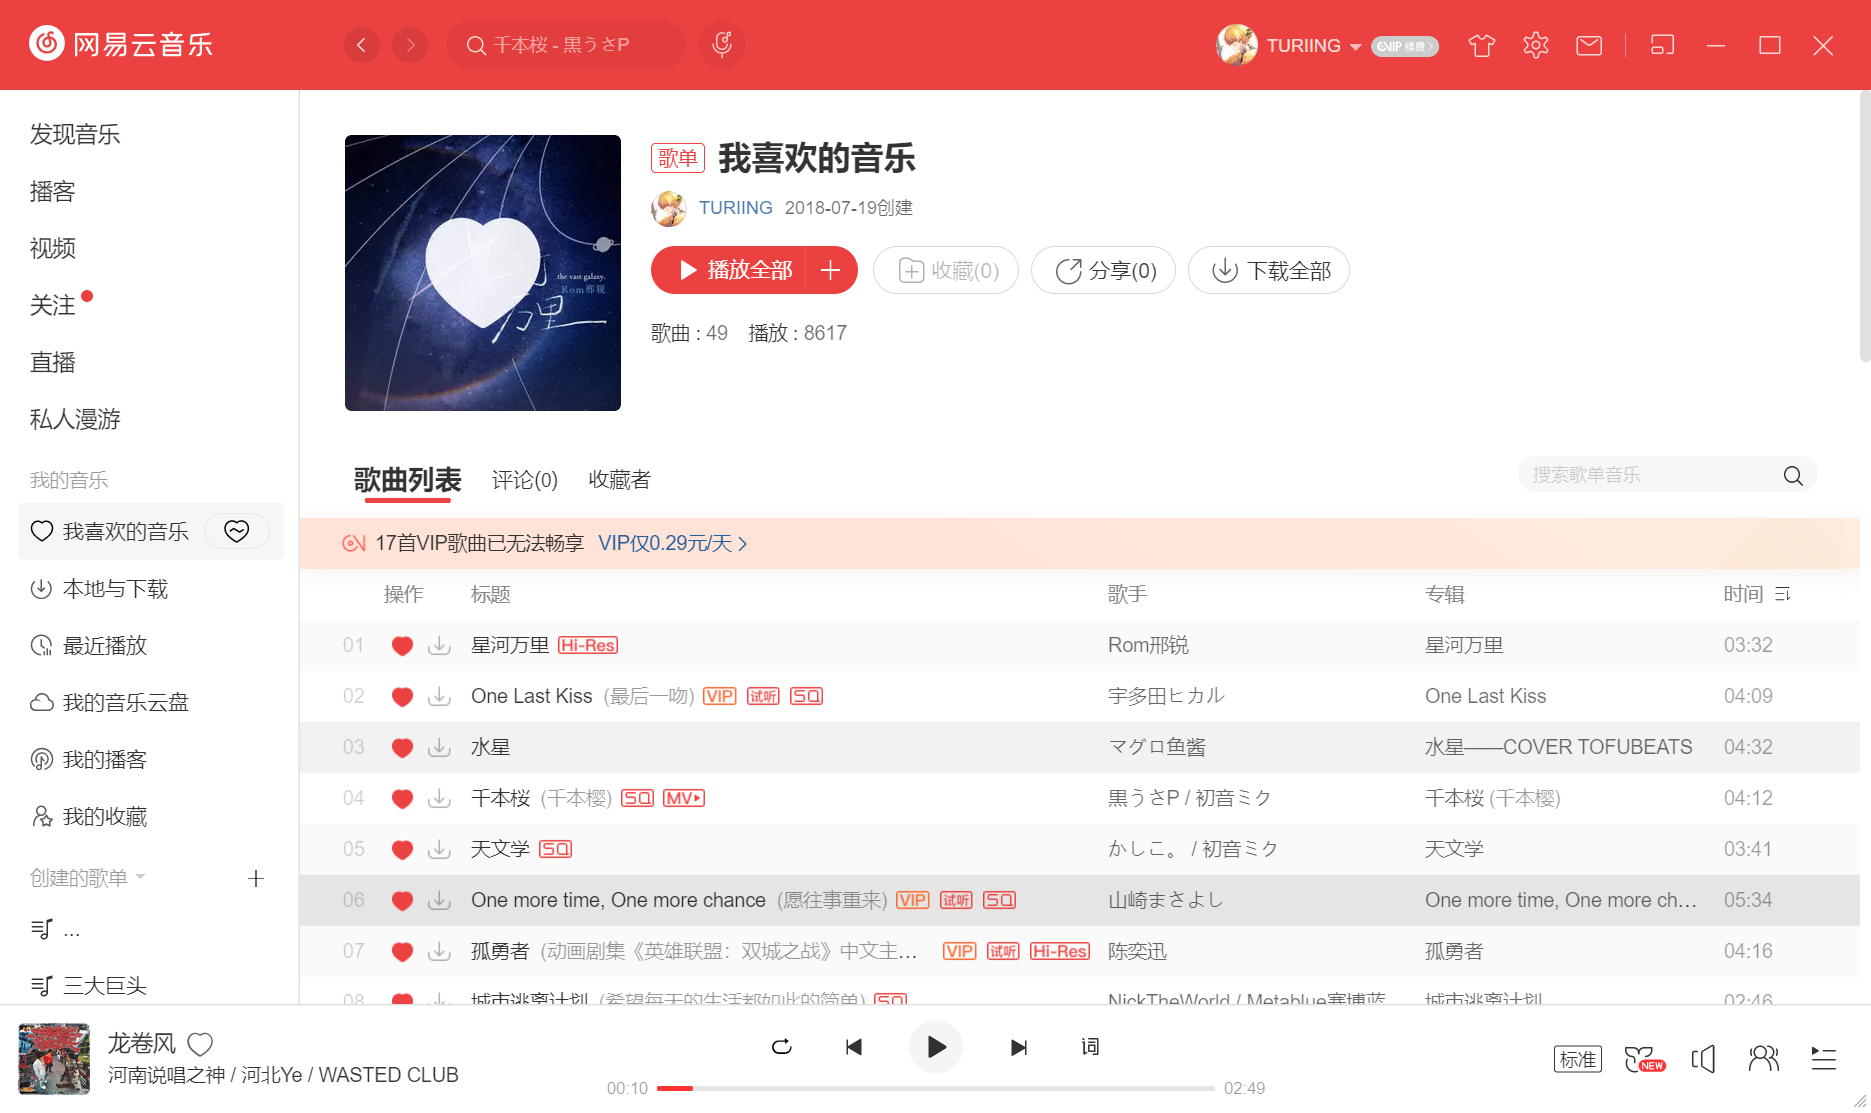 网易云音乐
千本桜 - 黒うさP
TURIING
VIP 续费
发现音乐
播客
视频
关注
直播
私人漫游
我的音乐
我喜欢的音乐
本地与下载
最近播放
我的音乐云盘
我的播客
我的收藏
创建的歌单
...
三大巨头
the vast galaxy.
Rom邢锐
万里
歌单 我喜欢的音乐
TURIING 2018-07-19创建
播放全部
收藏(0)
分享(0)
下载全部
歌曲 : 49 播放 : 8617
歌曲列表 评论(0) 收藏者
搜索歌单音乐
17首VIP歌曲已无法畅享 VIP仅0.29元/天
操作 标题 歌手 专辑 时间
01 星河万里 Hi-Res Rom邢锐 星河万里 03:32
02 One Last Kiss (最后一吻) VIP 试听 SQ 宇多田ヒカル One Last Kiss 04:09
03 水星 マグロ鱼酱 水星——COVER TOFUBEATS 04:32
04 千本桜 (千本樱) SQ MV 黒うさP / 初音ミク 千本桜 (千本樱) 04:12
05 天文学 SQ かしこ。 / 初音ミク 天文学 03:41
06 One more time, One more chance (愿往事重来) VIP 试听 SQ 山崎まさよし One more time, One more ch... 05:34
07 孤勇者 (动画剧集《英雄联盟：双城之战》中文主... VIP 试听 Hi-Res 陈奕迅 孤勇者 04:16
08 城市逃离计划 (希望每天的生活都如此的简单) SQ NickTheWorld / Metablue赛博蓝 城市逃离计划 02:46
龙卷风
河南说唱之神 / 河北Ye / WASTED CLUB
词
00:10 02:49
标准
NEW